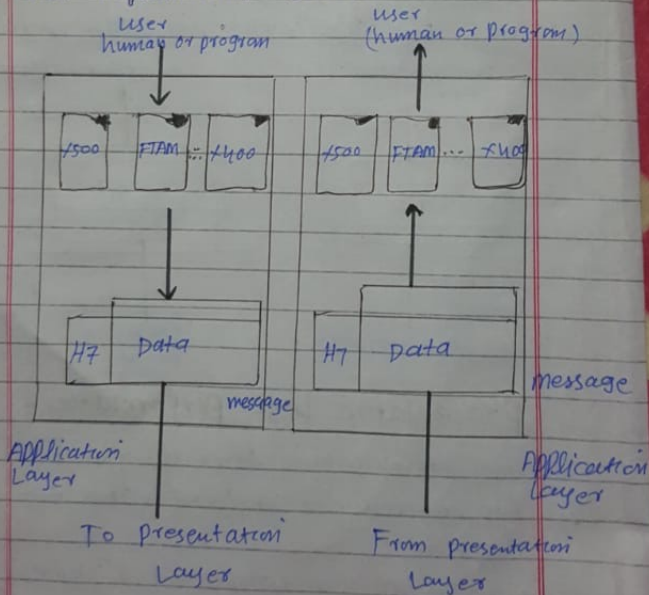 user
human or program
user
(human or program)
X500
FTAM
...
X400
X500
FTAM
...
X400
H7
Data
message
H7
Data
message
Application
Layer
Application
Layer
To presentation
Layer
From presentation
Layer